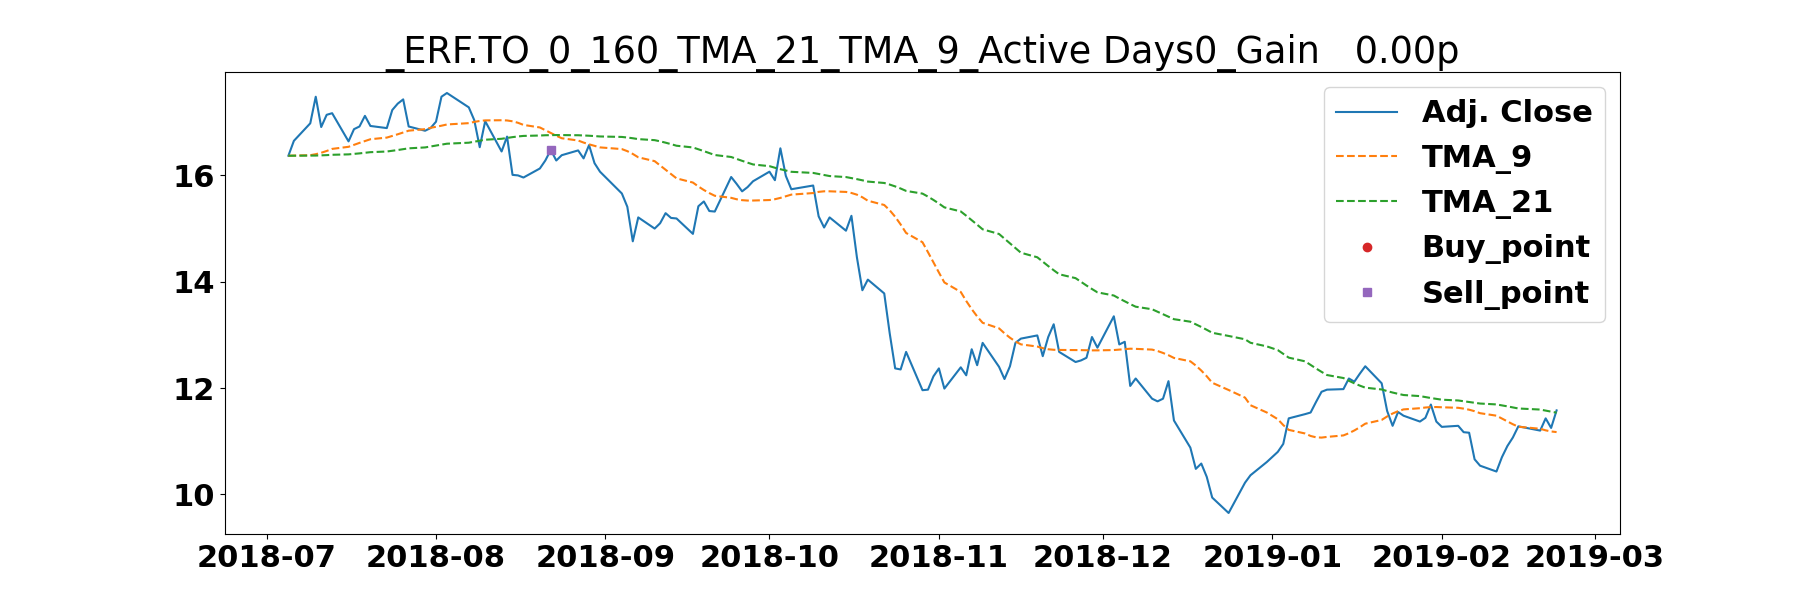 _ERF.TO_0_160_TMA_21_TMA_9_Active Days0_Gain   0.00p
Adj. Close
TMA_9
TMA_21
Buy_point
Sell_point
16
14
12
10
2018-07 2018-08 2018-09 2018-10 2018-11 2018-12 2019-01 2019-02 2019-03